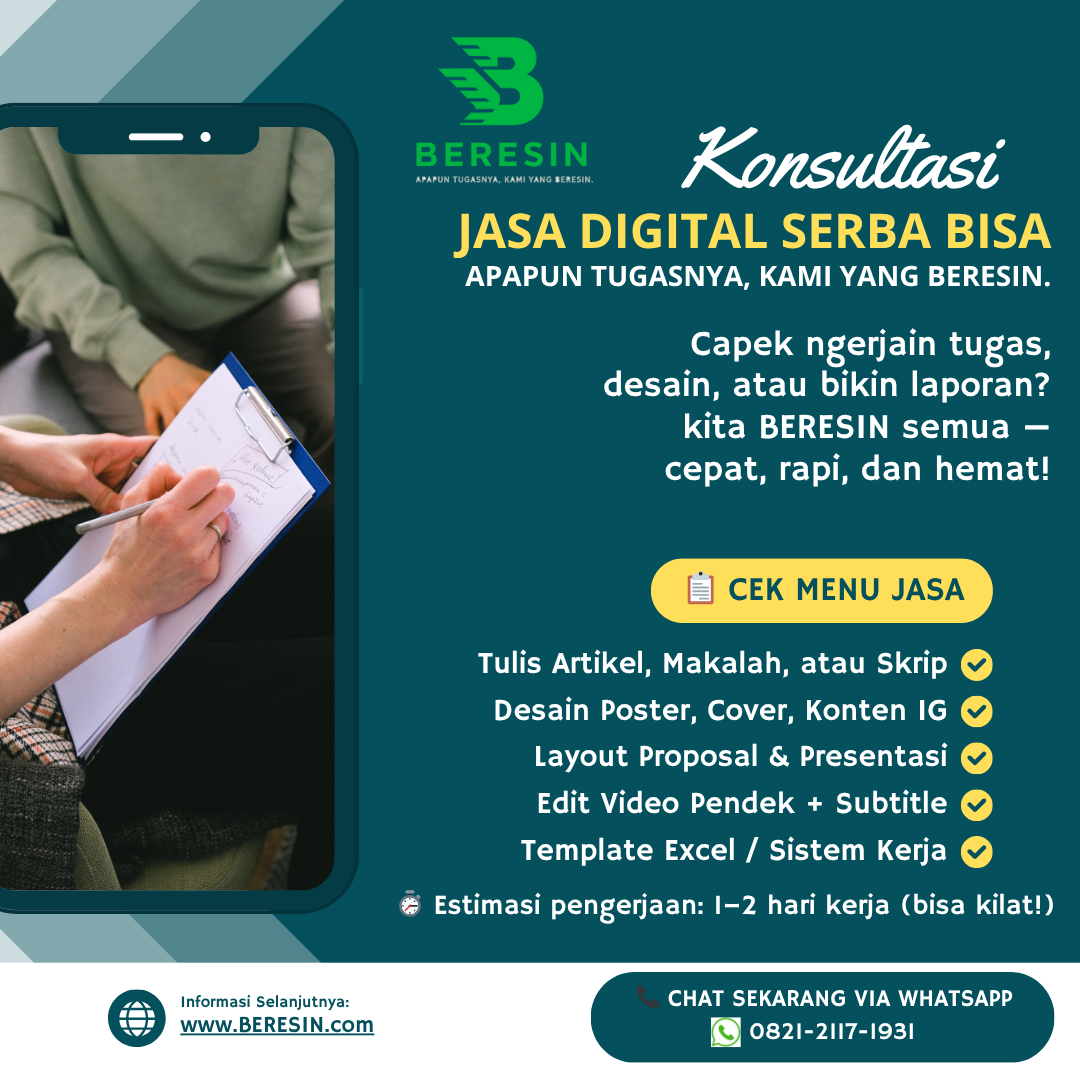 BERESIN
APAPUN TUGASNYA, KAMI YANG BERESIN.
Konsultasi
JASA DIGITAL SERBA BISA
APAPUN TUGASNYA, KAMI YANG BERESIN.
Capek ngerjain tugas,
desain, atau bikin laporan?
kita BERESIN semua —
cepat, rapi, dan hemat!
📋 CEK MENU JASA
Tulis Artikel, Makalah, atau Skrip
Desain Poster, Cover, Konten IG
Layout Proposal & Presentasi
Edit Video Pendek + Subtitle
Template Excel / Sistem Kerja
⏱ Estimasi pengerjaan: 1–2 hari kerja (bisa kilat!)
Informasi Selanjutnya:
www.BERESIN.com
📞 CHAT SEKARANG VIA WHATSAPP
0821-2117-1931